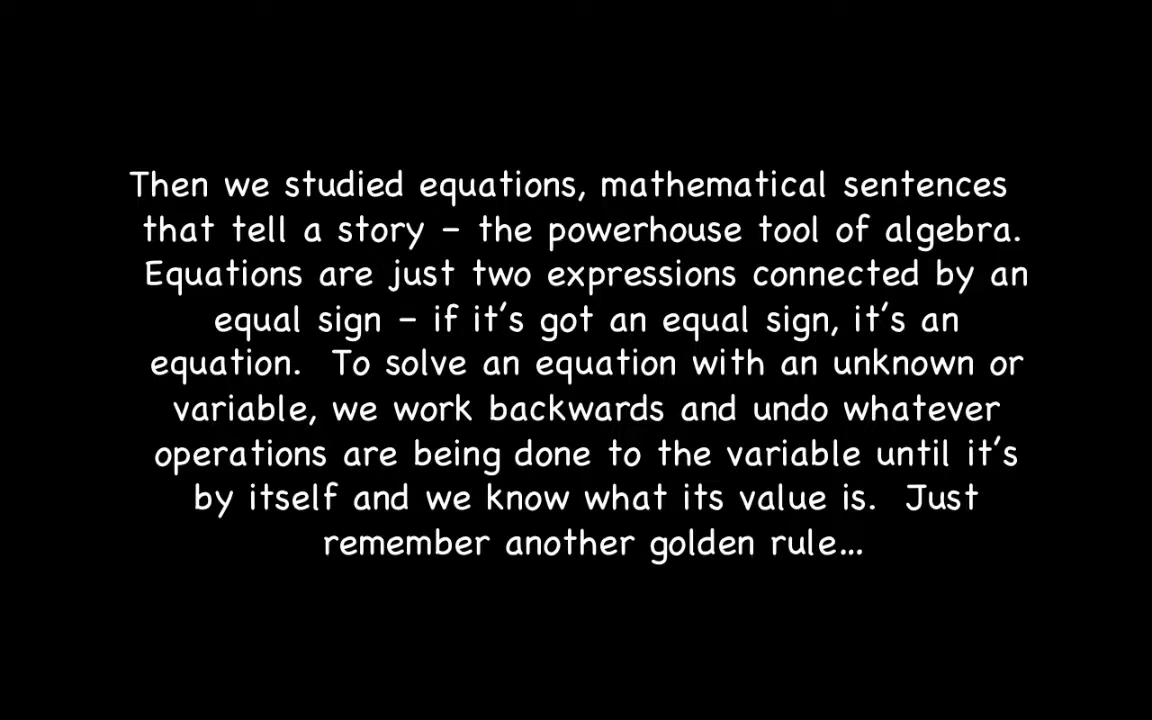 Then we studied equations, mathematical sentences
that tell a story – the powerhouse tool of algebra.
Equations are just two expressions connected by an
equal sign – if it's got an equal sign, it's an
equation.  To solve an equation with an unknown or
variable, we work backwards and undo whatever
operations are being done to the variable until it's
by itself and we know what its value is.  Just
remember another golden rule...